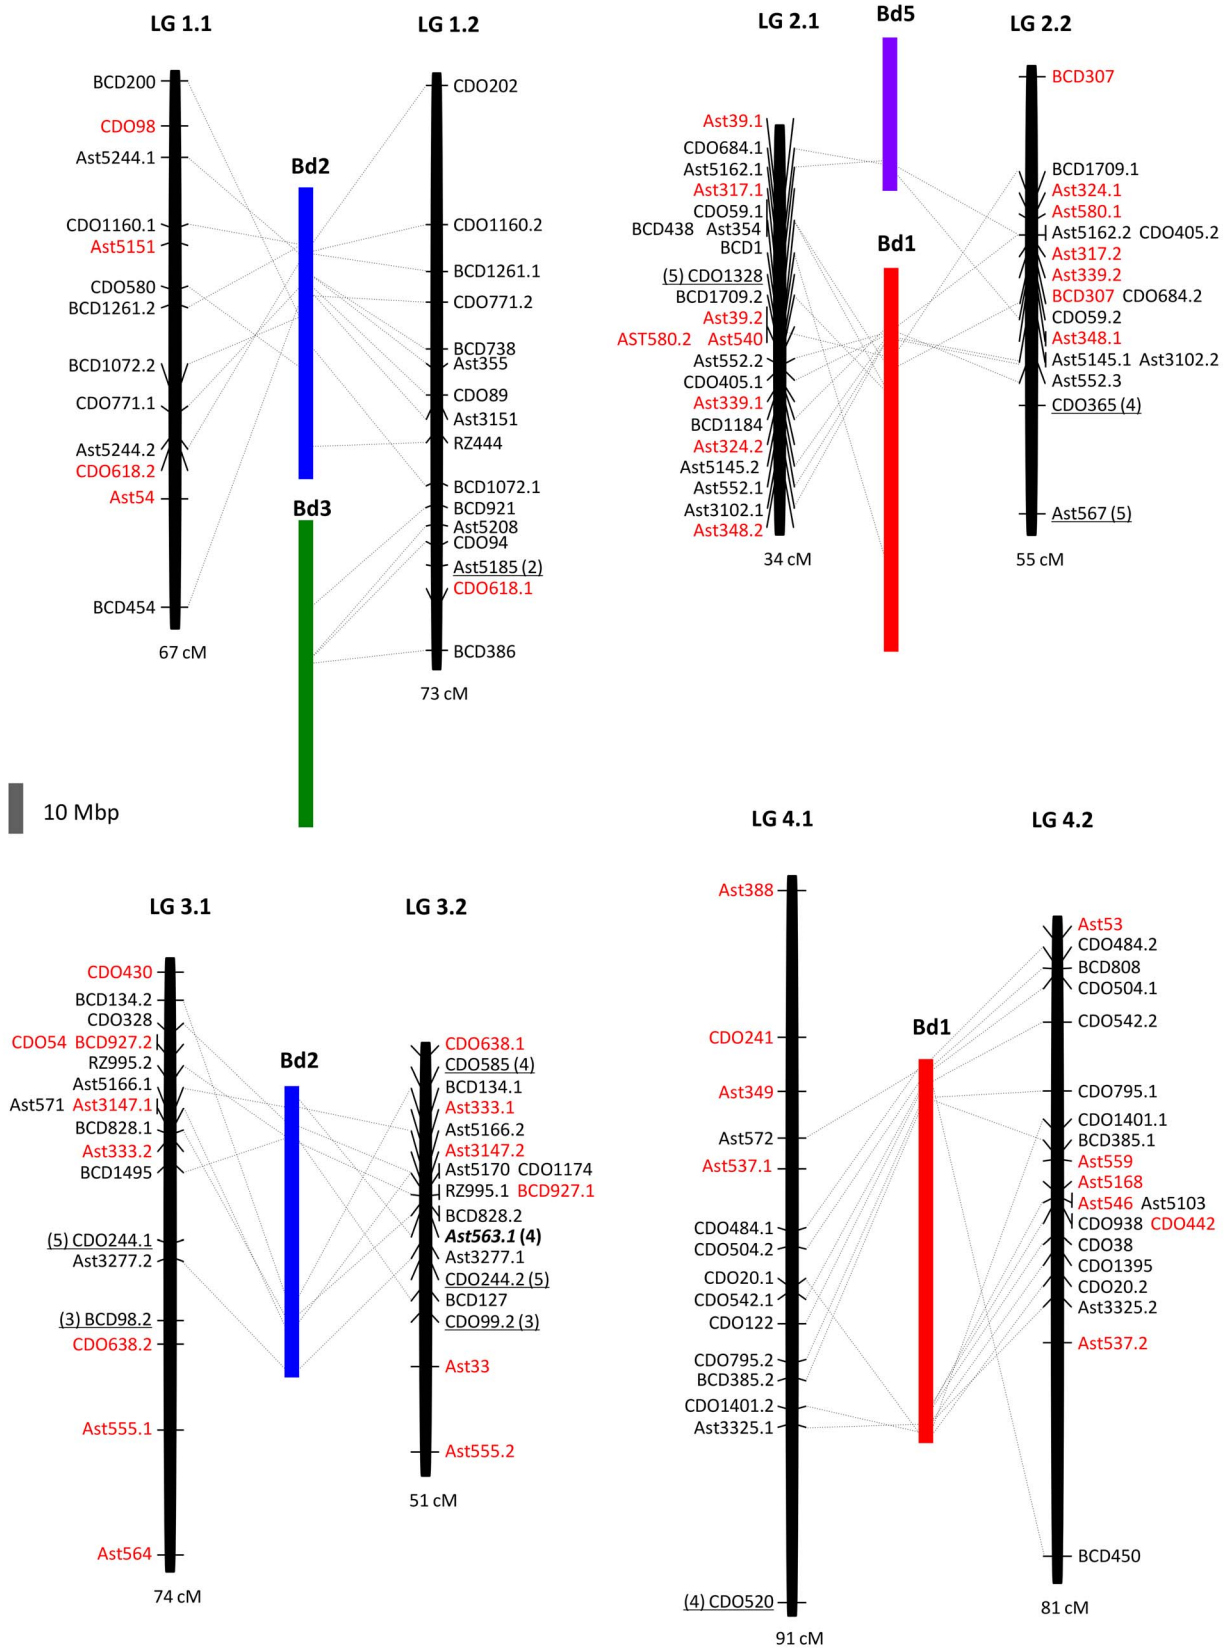 LG 1.1
BCD200
CDO98
Ast5244.1
CDO1160.1
Ast5151
CDO580
BCD1261.2
BCD1072.2
CDO771.1
Ast5244.2
CDO618.2
Ast54
BCD454
67 cM
Bd2
Bd3
LG 1.2
CDO202
CDO1160.2
BCD1261.1
CDO771.2
BCD738
Ast355
CDO89
Ast3151
RZ444
BCD1072.1
BCD921
Ast5208
CDO94
Ast5185 (2)
CDO618.1
BCD386
73 cM
LG 2.1
Ast39.1
CDO684.1
Ast5162.1
Ast317.1
CDO59.1
BCD438 Ast354
BCD1
(5) CDO1328
BCD1709.2
Ast39.2
AST580.2 Ast540
Ast552.2
CDO405.1
Ast339.1
BCD1184
Ast324.2
Ast5145.2
Ast552.1
Ast3102.1
Ast348.2
34 cM
Bd5
Bd1
LG 2.2
BCD307
BCD1709.1
Ast324.1
Ast580.1
Ast5162.2 CDO405.2
Ast317.2
Ast339.2
BCD307 CDO684.2
CDO59.2
Ast348.1
Ast5145.1 Ast3102.2
Ast552.3
CDO365 (4)
Ast567 (5)
55 cM
10 Mbp
LG 3.1
CDO430
BCD134.2
CDO328
CDO54 BCD927.2
RZ995.2
Ast5166.1
Ast571 Ast3147.1
BCD828.1
Ast333.2
BCD1495
(5) CDO244.1
Ast3277.2
(3) BCD98.2
CDO638.2
Ast555.1
Ast564
74 cM
Bd2
LG 3.2
CDO638.1
CDO585 (4)
BCD134.1
Ast333.1
Ast5166.2
Ast3147.2
Ast5170 CDO1174
RZ995.1 BCD927.1
BCD828.2
Ast563.1 (4)
Ast3277.1
CDO244.2 (5)
BCD127
CDO99.2 (3)
Ast33
Ast555.2
51 cM
LG 4.1
Ast388
CDO241
Ast349
Ast572
Ast537.1
CDO484.1
CDO504.2
CDO20.1
CDO542.1
CDO122
CDO795.2
BCD385.2
CDO1401.2
Ast3325.1
(4) CDO520
91 cM
Bd1
LG 4.2
Ast53
CDO484.2
BCD808
CDO504.1
CDO542.2
CDO795.1
CDO1401.1
BCD385.1
Ast559
Ast5168
Ast546 Ast5103
CDO938 CDO442
CDO38
CDO1395
CDO20.2
Ast3325.2
Ast537.2
BCD450
81 cM